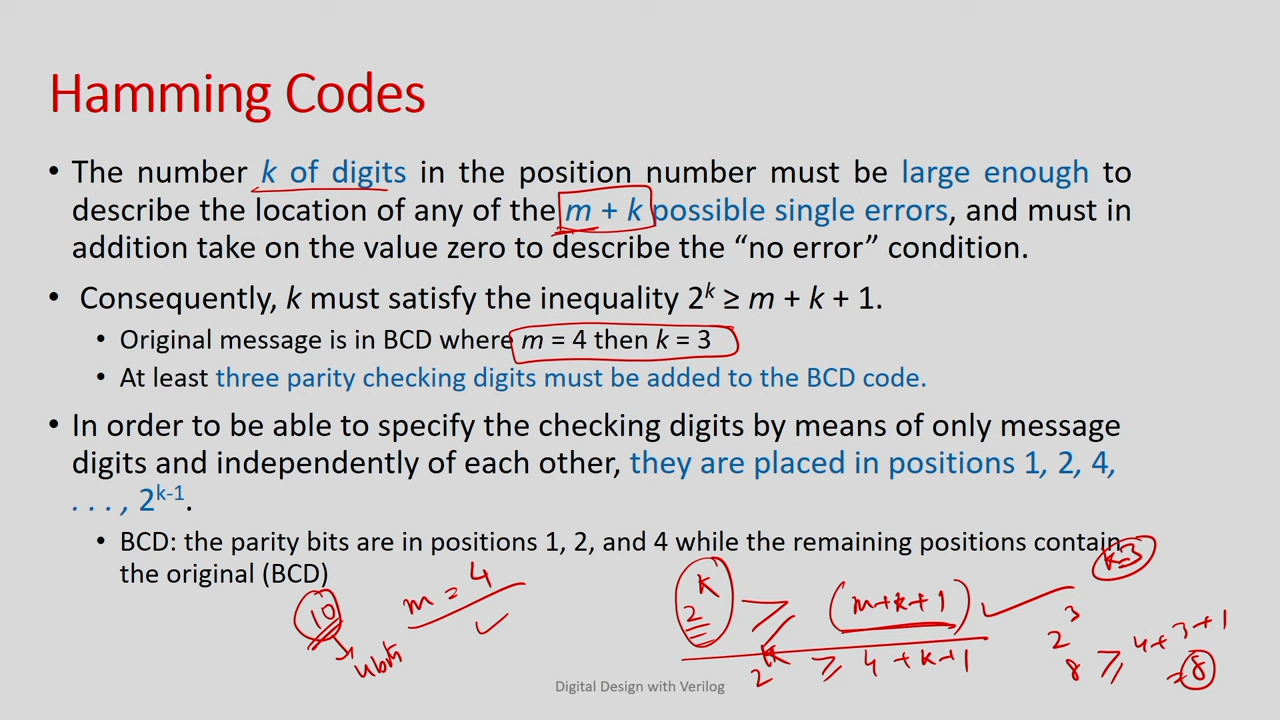 Hamming Codes
• The number k of digits in the position number must be large enough to
describe the location of any of the m + k possible single errors, and must in
addition take on the value zero to describe the “no error” condition.
• Consequently, k must satisfy the inequality 2^k ≥ m + k + 1.
• Original message is in BCD where m = 4 then k = 3
• At least three parity checking digits must be added to the BCD code.
• In order to be able to specify the checking digits by means of only message
digits and independently of each other, they are placed in positions 1, 2, 4,
. . . , 2^k-1.
• BCD: the parity bits are in positions 1, 2, and 4 while the remaining positions contain
the original (BCD)
k=3
10
m = 4
2^k ≥ (m+k+1)
4 bits
2^k ≥ 4 + k+1
2^3
8 ≥ 4+3+1
= 8
Digital Design with Verilog